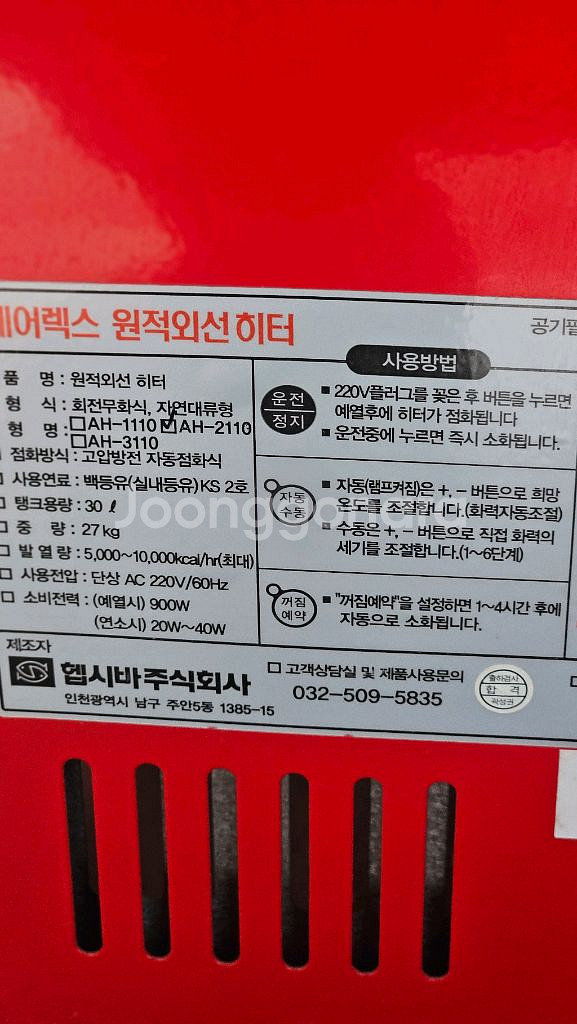 에어렉스 원적외선 히터
공기필
품 명 : 원적외선 히터
형 식 : 회전무화식, 자연대류형
형 명 : □AH-1110 ☑AH-2110
□AH-3110
□ 점화방식 : 고압방전 자동점화식
□ 사용연료 : 백등유(실내등유) KS 2호
□ 탱크용량 : 30 ℓ
□ 중 량 : 27kg
□ 발 열 량 : 5,000~10,000kcal/hr(최대)
□ 사용전압 : 단상 AC 220V/60Hz
□ 소비전력 : (예열시) 900W
(연소시) 20W~40W
사용방법
운전
정지
■ 220V플러그를 꽂은 후 버튼을 누르면
예열후에 히터가 점화됩니다
■ 운전중에 누르면 즉시 소화됩니다.
자동
수동
■ 자동(램프켜짐)은 +, - 버튼으로 희망
온도를 조절합니다.(화력자동조절)
■ 수동은 +, - 버튼으로 직접 화력의
세기를 조절합니다.(1~6단계)
꺼짐
예약
■ "꺼짐예약"을 설정하면 1~4시간 후에
자동으로 소화됩니다.
제조자
헵시바주식회사
인천광역시 남구 주안5동 1385-15
□ 고객상담실 및 제품사용문의
032-509-5835
출하검사
합 격
곽성권
Joonggonara